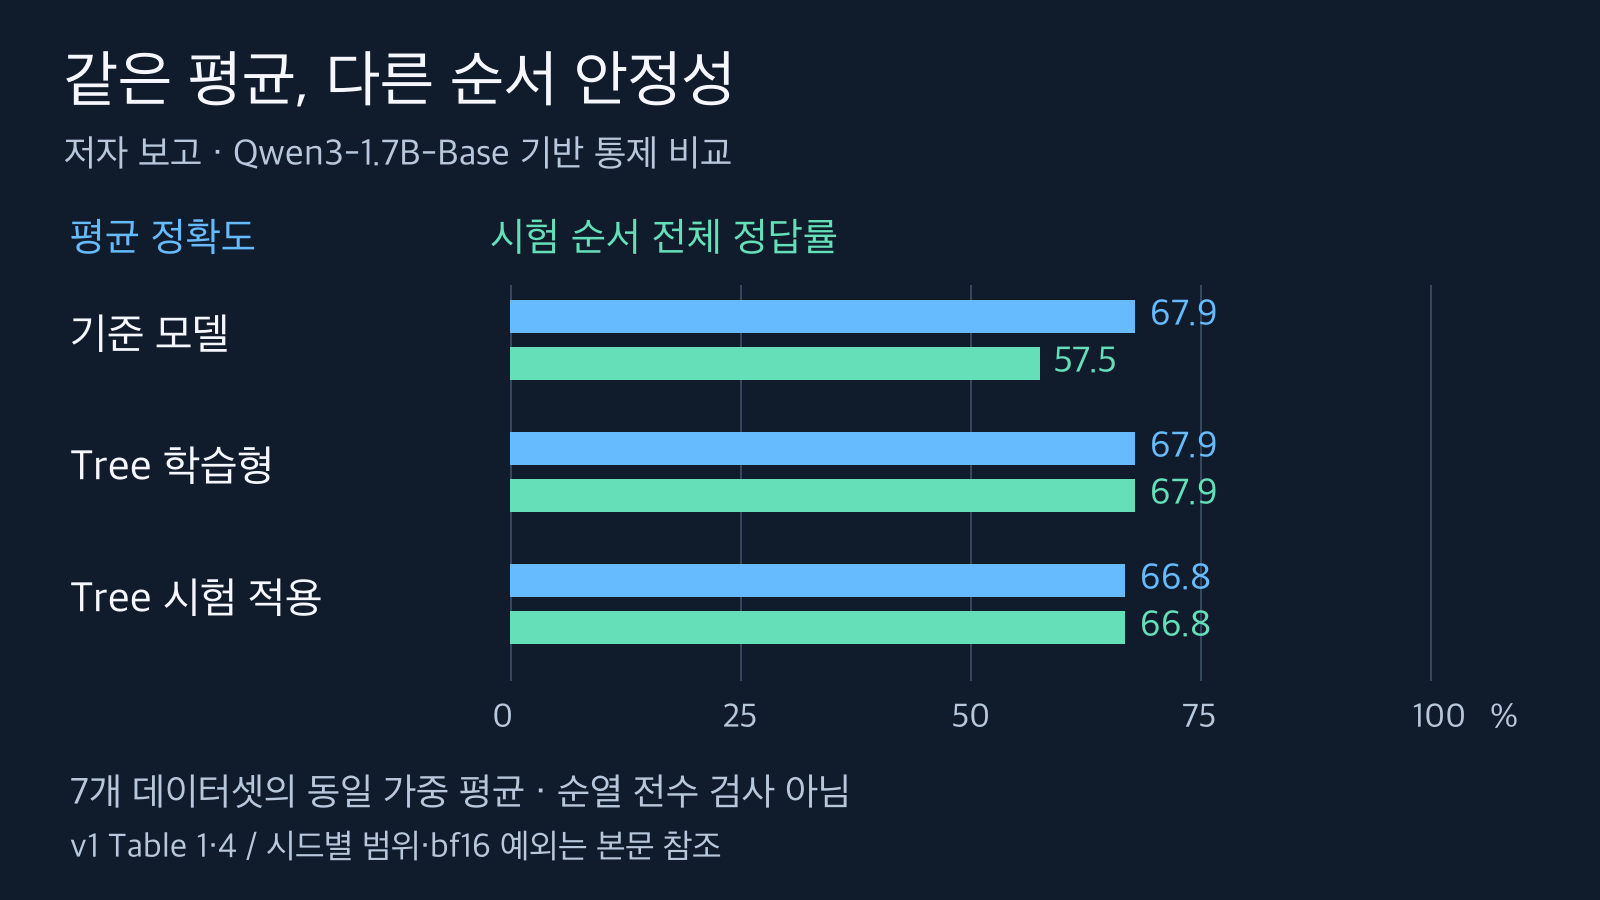 같은 평균, 다른 순서 안정성
저자 보고 · Qwen3-1.7B-Base 기반 통제 비교
평균 정확도
시험 순서 전체 정답률
기준 모델
67.9
57.5
Tree 학습형
67.9
67.9
Tree 시험 적용
66.8
66.8
0 25 50 75 100 %
7개 데이터셋의 동일 가중 평균 · 순열 전수 검사 아님
v1 Table 1·4 / 시드별 범위·bf16 예외는 본문 참조